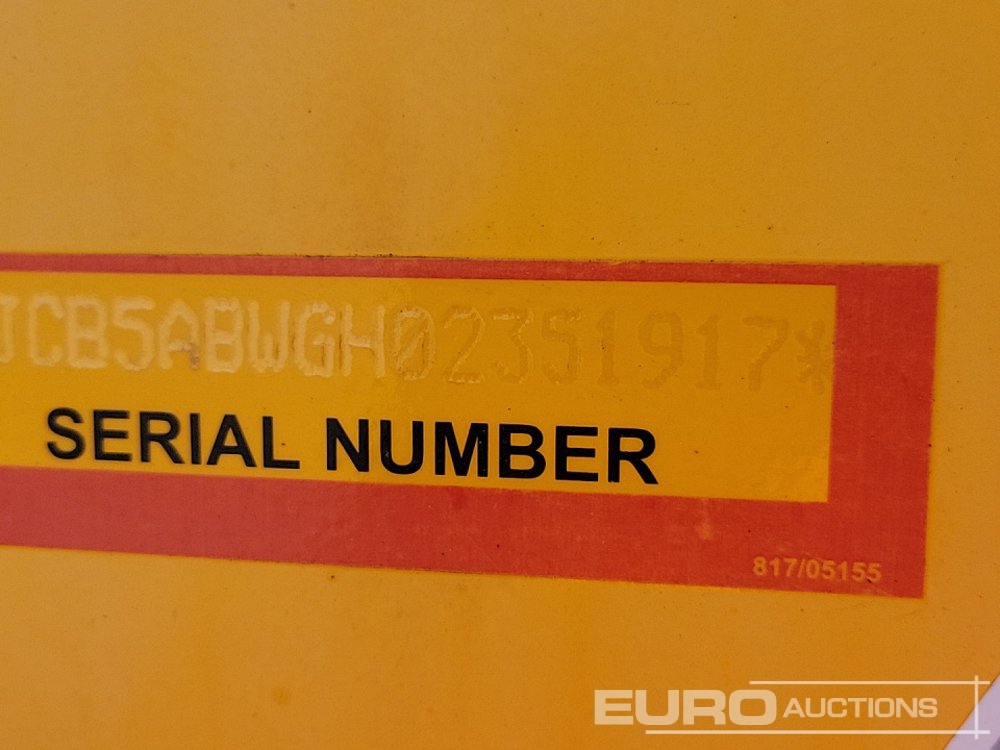 JCB5ABWGH02351917*
SERIAL NUMBER
817/05155
EURO AUCTIONS